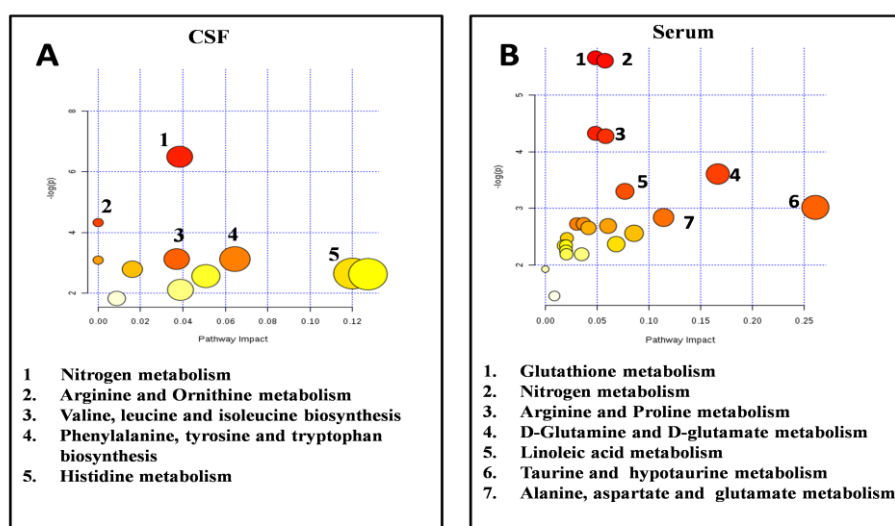 CSF
A
1
2
3
4
5
-log(p)
8
6
4
2
0.00 0.02 0.04 0.06 0.08 0.10 0.12
Pathway Impact
1 Nitrogen metabolism
2. Arginine and Ornithine metabolism
3. Valine, leucine and isoleucine biosynthesis
4. Phenylalanine, tyrosine and tryptophan
biosynthesis
5. Histidine metabolism
Serum
B
1 2
3
4
5
6
7
-log(p)
5
4
3
2
0.00 0.05 0.10 0.15 0.20 0.25
Pathway Impact
1. Glutathione metabolism
2. Nitrogen metabolism
3. Arginine and Proline metabolism
4. D-Glutamine and D-glutamate metabolism
5. Linoleic acid metabolism
6. Taurine and hypotaurine metabolism
7 Alanine, aspartate and glutamate metabolism